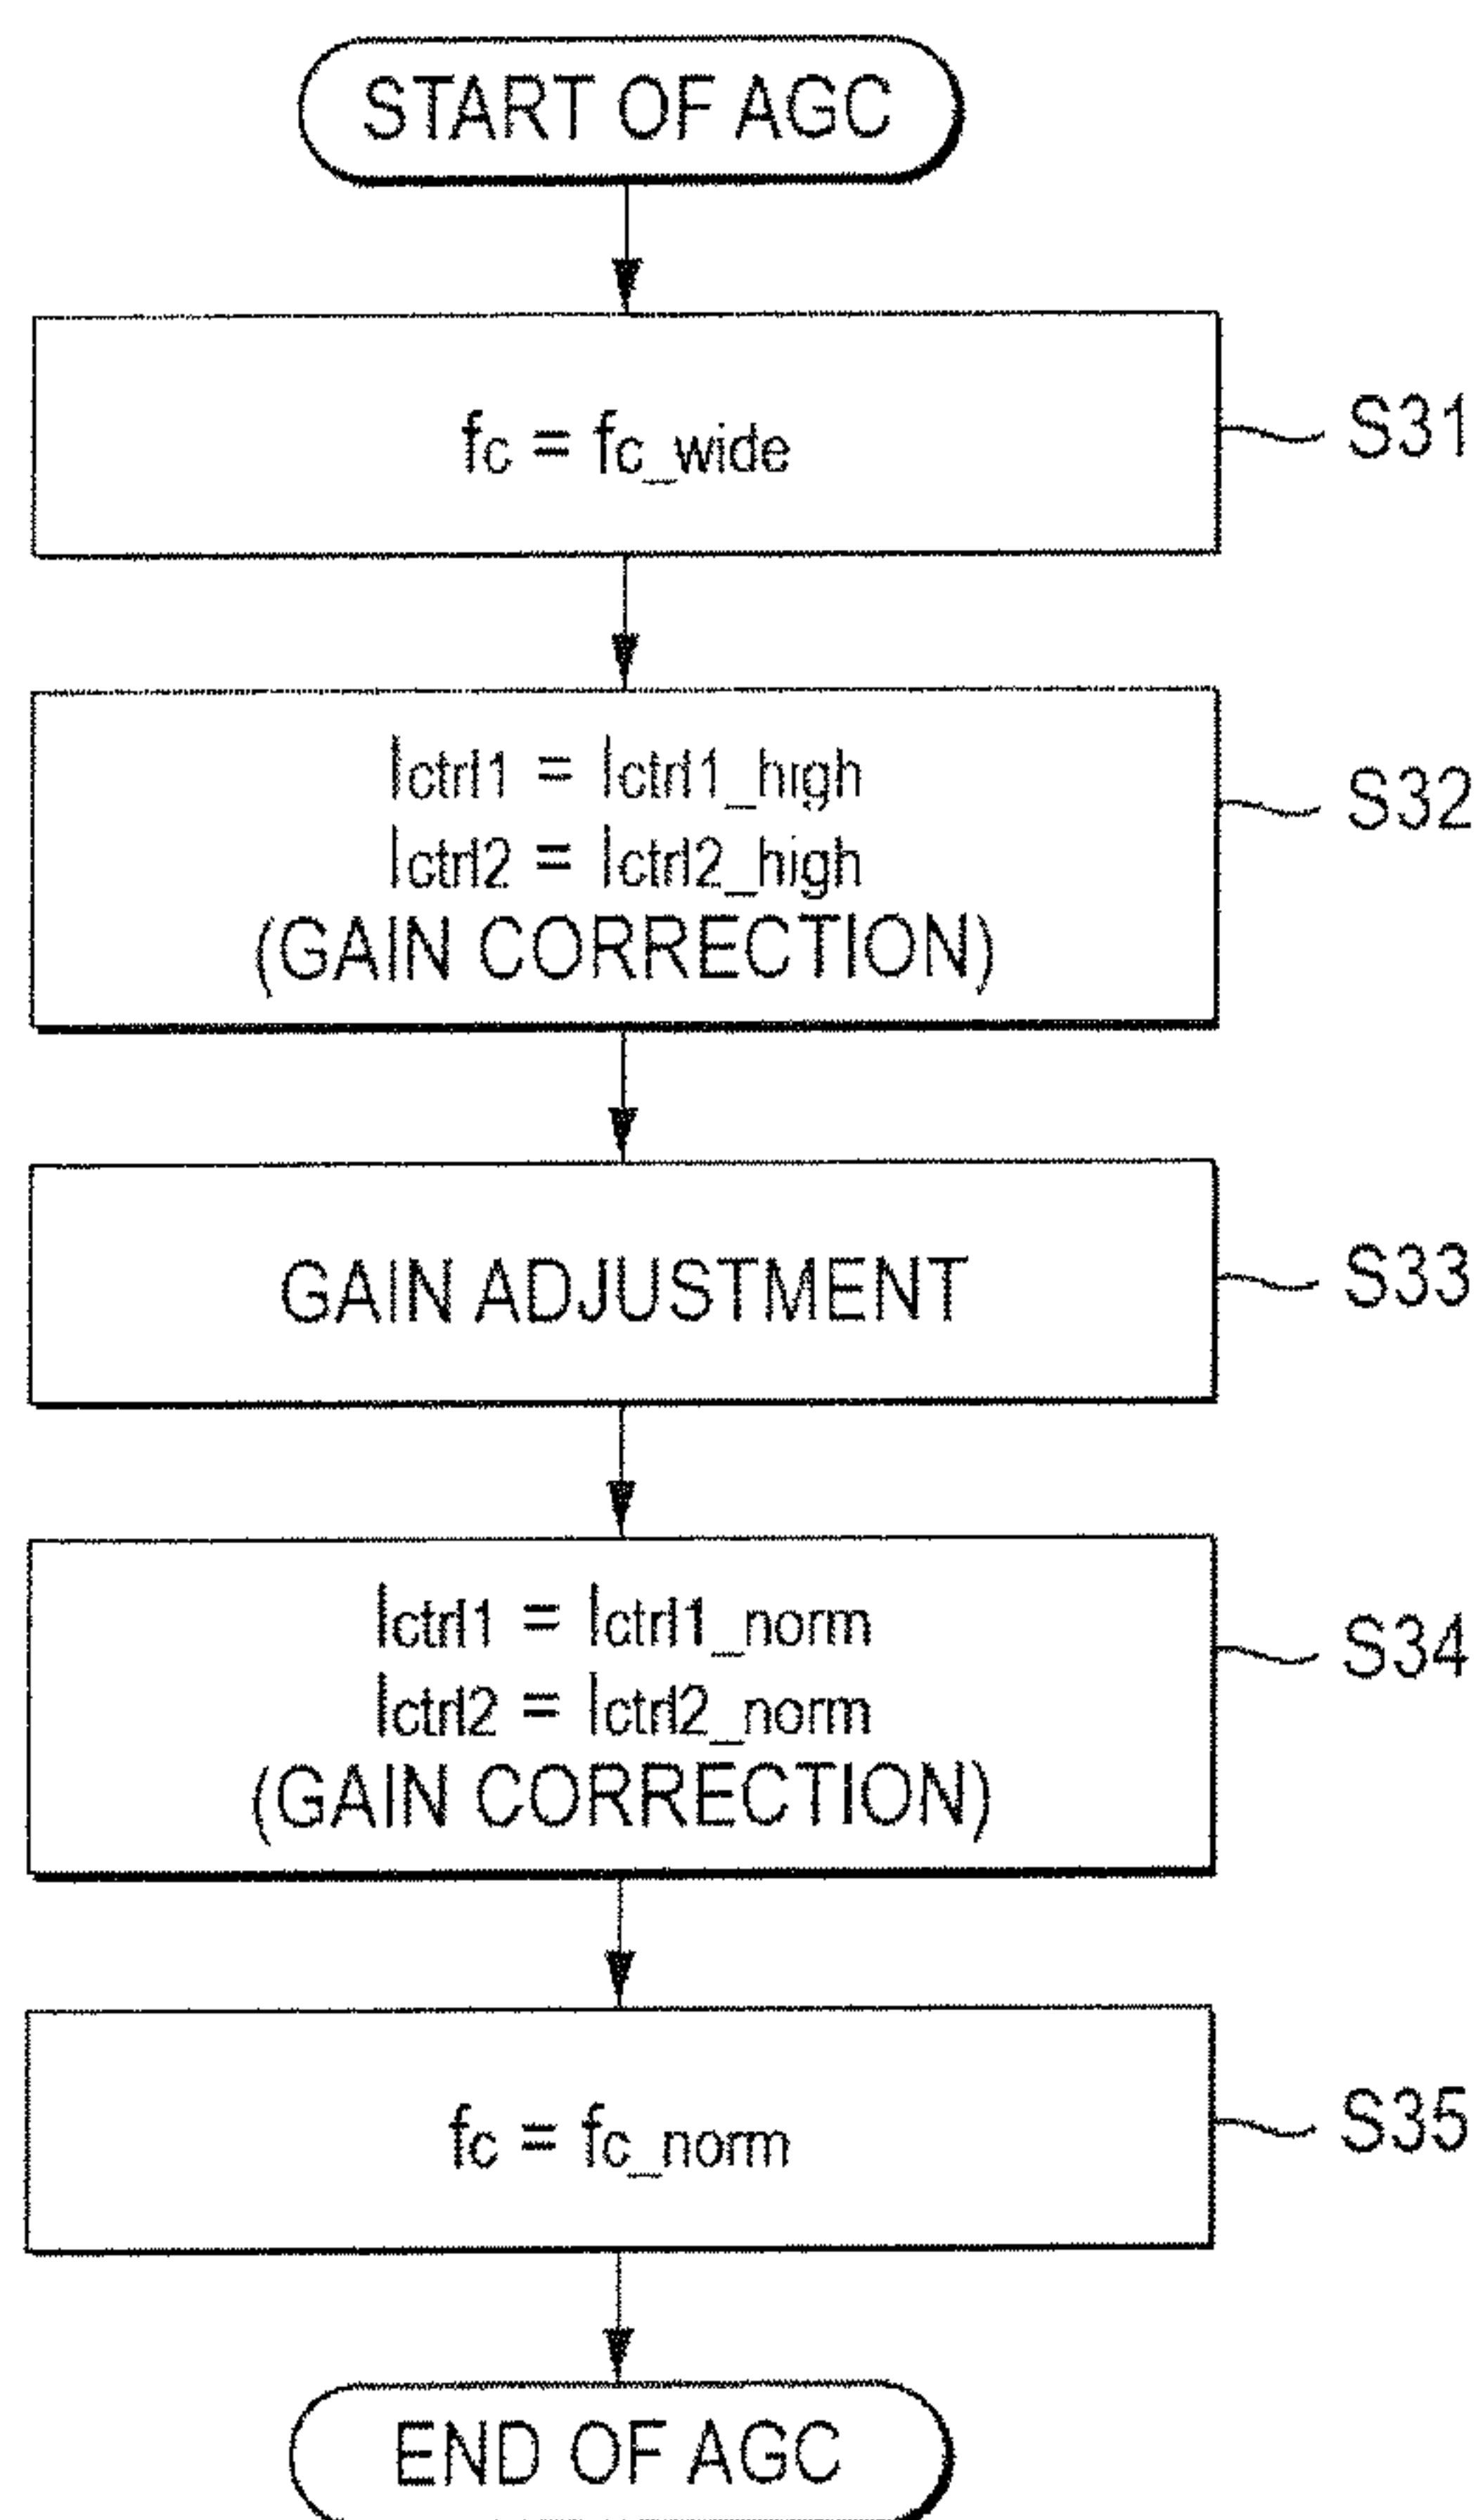 START OF AGC
fc = fc_wide
S31
Ictrl1 = Ictrl1_high
Ictrl2 = Ictrl2_high
(GAIN CORRECTION)
S32
GAIN ADJUSTMENT
S33
Ictrl1 = Ictrl1_norm
Ictrl2 = Ictrl2_norm
(GAIN CORRECTION)
S34
fc = fc_norm
S35
END OF AGC